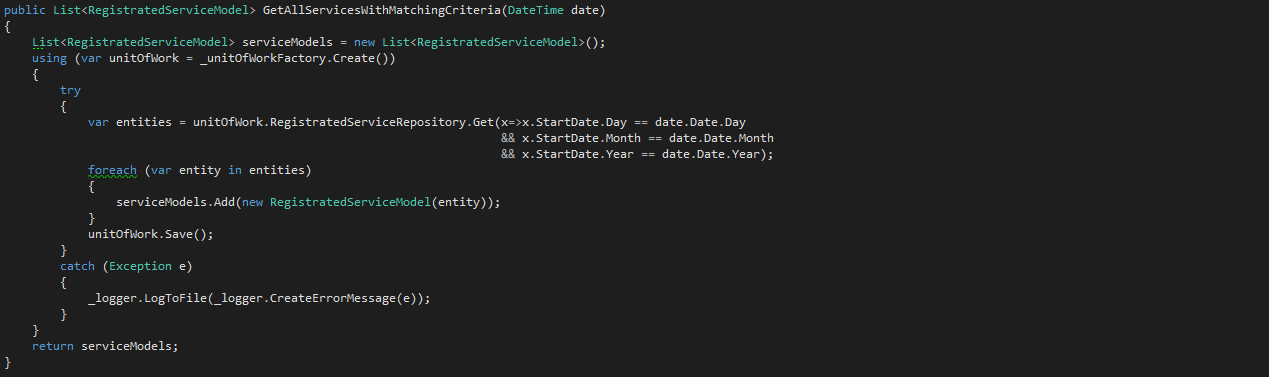 public List<RegistratedServiceModel> GetAllServicesWithMatchingCriteria(DateTime date)
{
    List<RegistratedServiceModel> serviceModels = new List<RegistratedServiceModel>();
    using (var unitOfWork = _unitOfWorkFactory.Create())
    {
        try
        {
            var entities = unitOfWork.RegistratedServiceRepository.Get(x=>x.StartDate.Day == date.Date.Day
                                                                       && x.StartDate.Month == date.Date.Month
                                                                       && x.StartDate.Year == date.Date.Year);
            foreach (var entity in entities)
            {
                serviceModels.Add(new RegistratedServiceModel(entity));
            }
            unitOfWork.Save();
        }
        catch (Exception e)
        {
            _logger.LogToFile(_logger.CreateErrorMessage(e));
        }
    }
    return serviceModels;
}